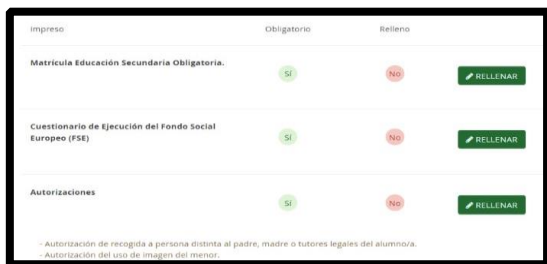 Impreso Obligatorio Relleno
Matrícula Educación Secundaria Obligatoria. Sí No RELLENAR
Cuestionario de Ejecución del Fondo Social
Europeo (FSE) Sí No RELLENAR
Autorizaciones Sí No RELLENAR
- Autorización de recogida a persona distinta al padre, madre o tutores legales del alumno/a.
- Autorización del uso de imagen del menor.